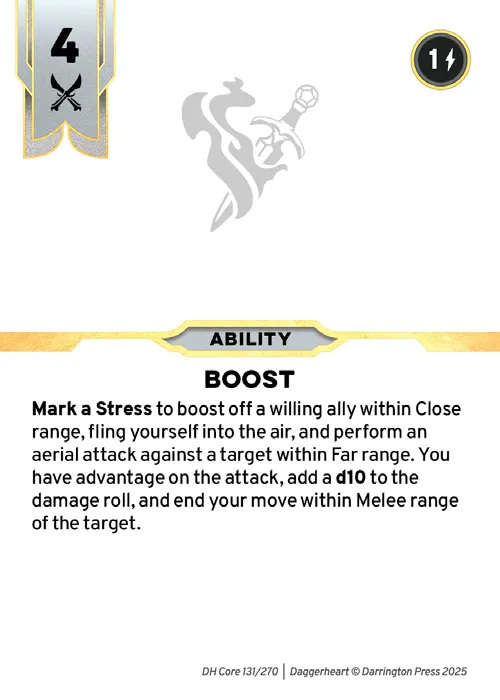 4
1
ABILITY
BOOST
Mark a Stress to boost off a willing ally within Close
range, fling yourself into the air, and perform an
aerial attack against a target within Far range. You
have advantage on the attack, add a d10 to the
damage roll, and end your move within Melee range
of the target.
DH Core 131/270 | Daggerheart © Darrington Press 2025